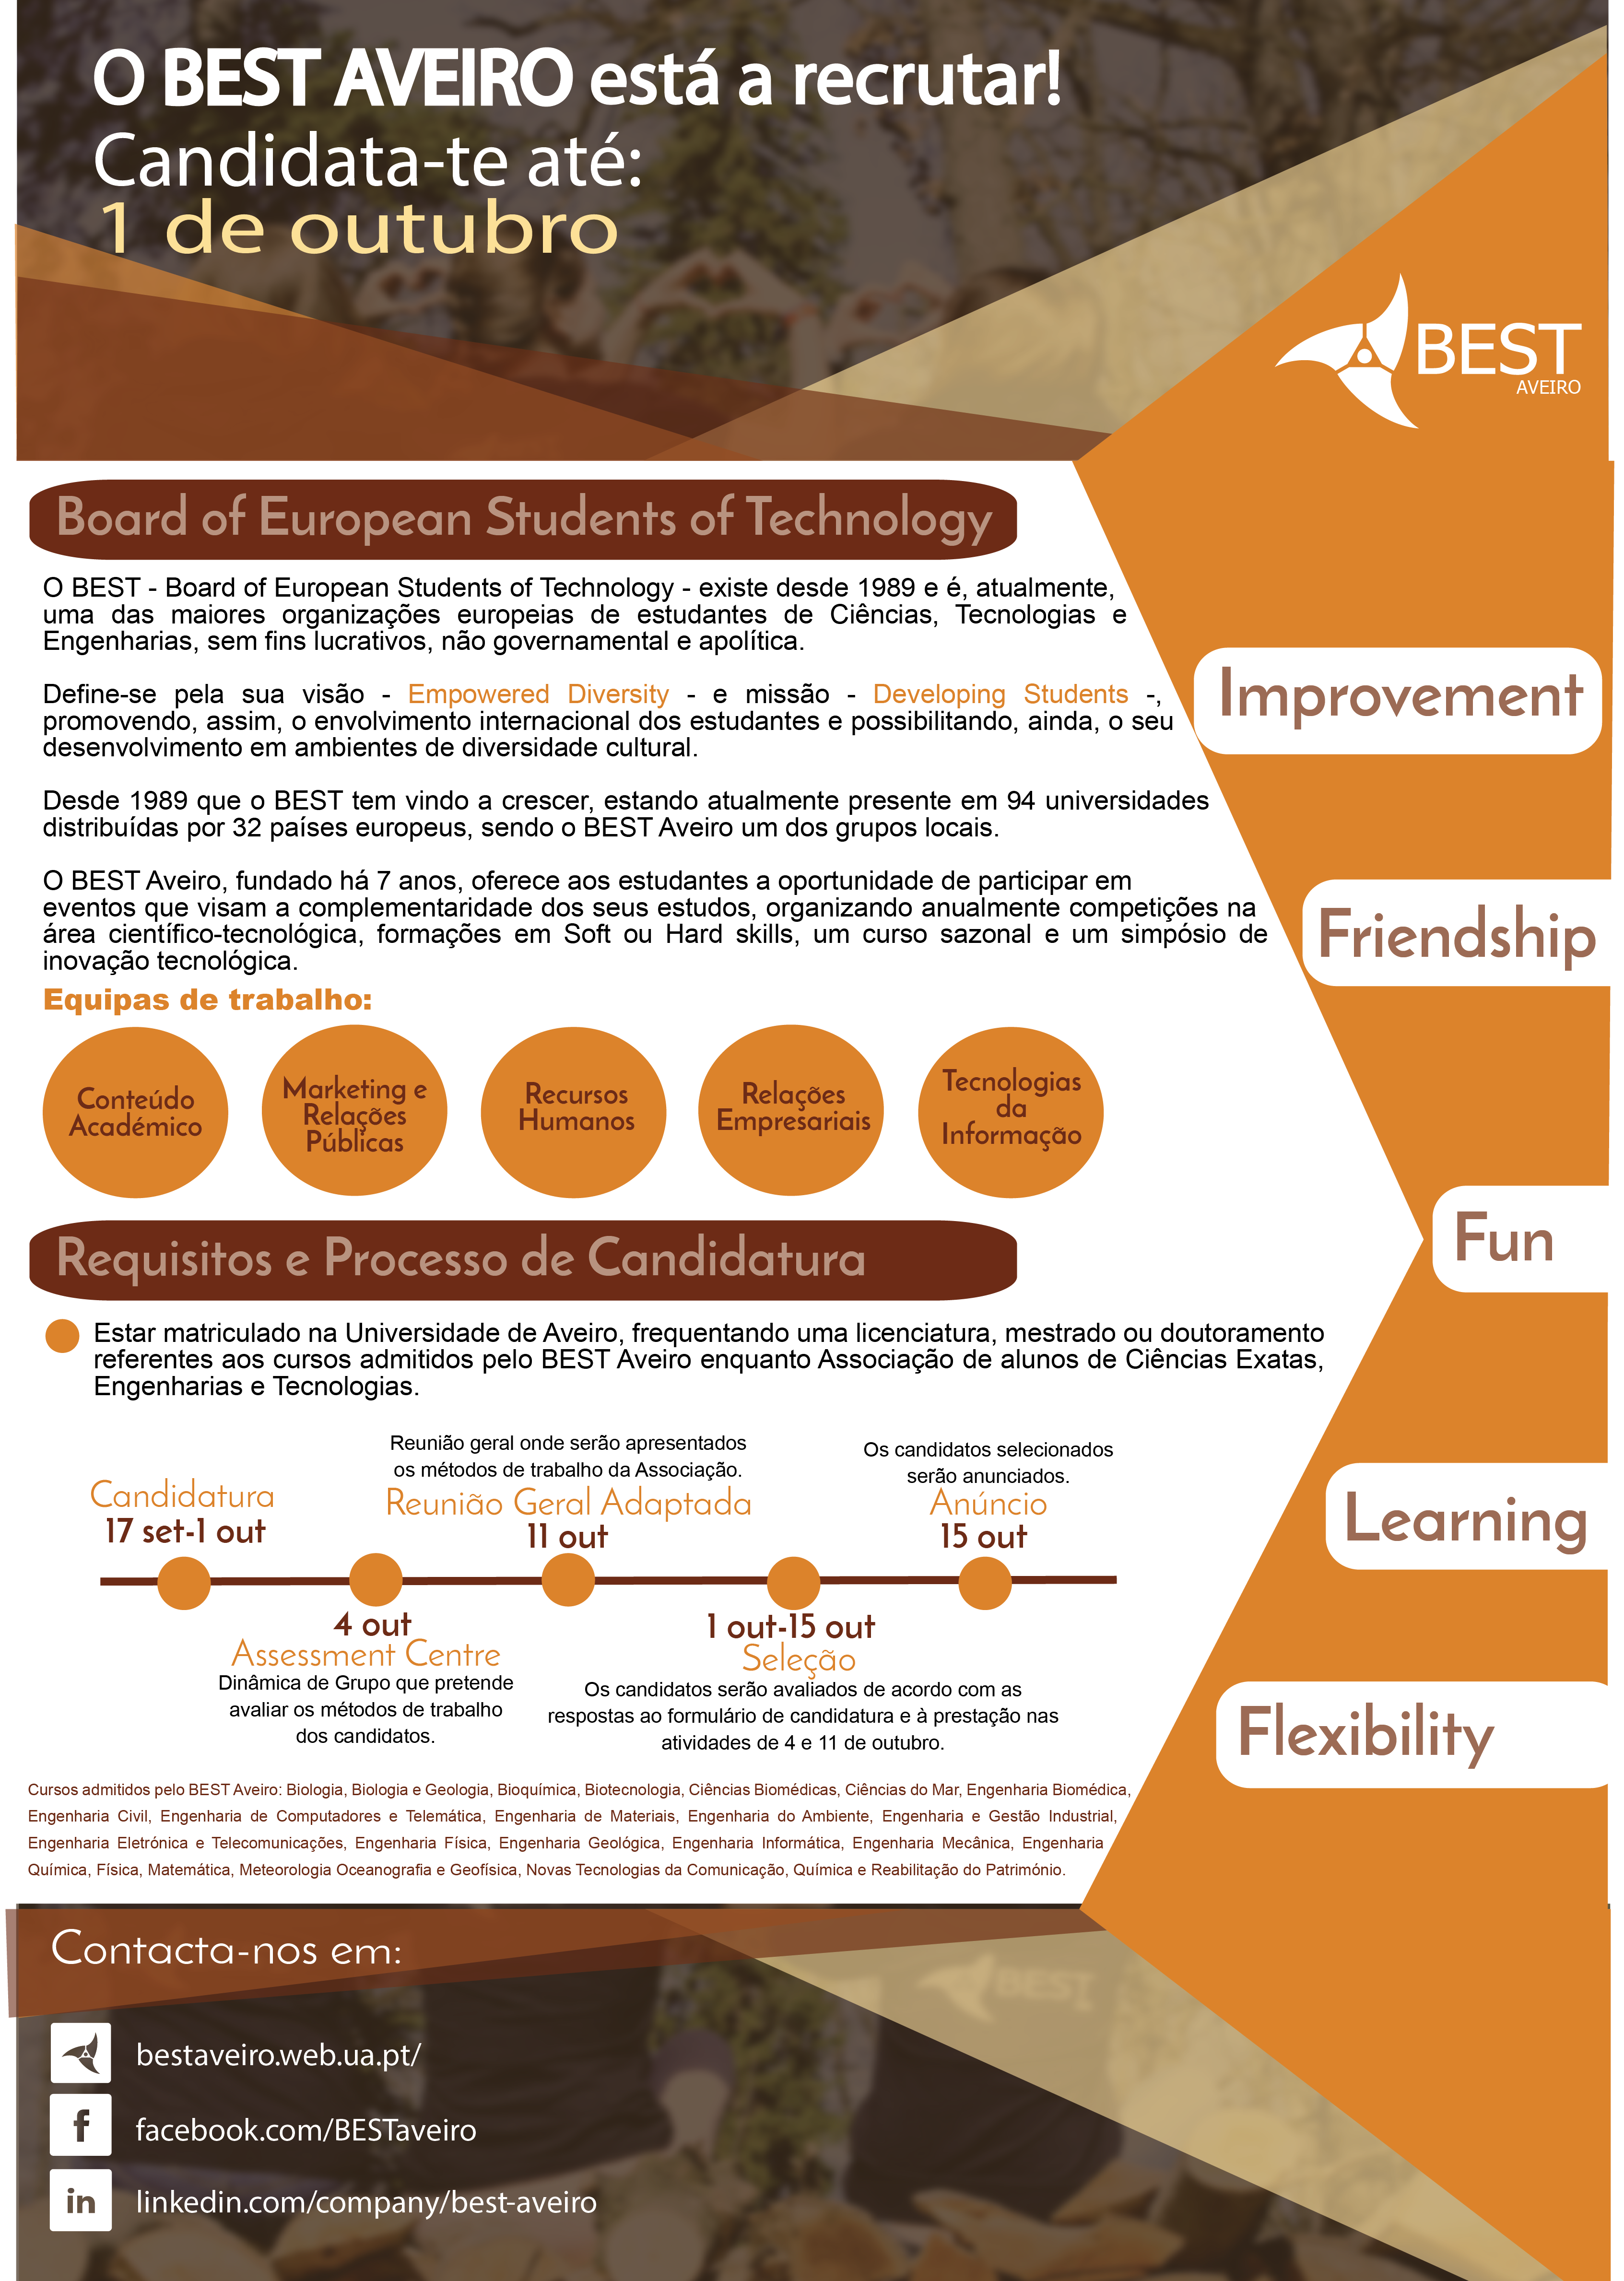 O BEST AVEIRO está a recrutar!
Candidata-te até:
1 de outubro
BEST
AVEIRO
Board of European Students of Technology
O BEST - Board of European Students of Technology - existe desde 1989 e é, atualmente,
uma das maiores organizações europeias de estudantes de Ciências, Tecnologias e
Engenharias, sem fins lucrativos, não governamental e apolítica.
Define-se pela sua visão - Empowered Diversity - e missão - Developing Students -,
promovendo, assim, o envolvimento internacional dos estudantes e possibilitando, ainda, o seu
desenvolvimento em ambientes de diversidade cultural.
Desde 1989 que o BEST tem vindo a crescer, estando atualmente presente em 94 universidades
distribuídas por 32 países europeus, sendo o BEST Aveiro um dos grupos locais.
O BEST Aveiro, fundado há 7 anos, oferece aos estudantes a oportunidade de participar em
eventos que visam a complementaridade dos seus estudos, organizando anualmente competições na
área científico-tecnológica, formações em Soft ou Hard skills, um curso sazonal e um simpósio de
inovação tecnológica.
Improvement
Friendship
Fun
Learning
Flexibility
Equipas de trabalho:
Conteúdo
Académico
Marketing e
Relações
Públicas
Recursos
Humanos
Relações
Empresariais
Tecnologias
da
Informação
Requisitos e Processo de Candidatura
Estar matriculado na Universidade de Aveiro, frequentando uma licenciatura, mestrado ou doutoramento
referentes aos cursos admitidos pelo BEST Aveiro enquanto Associação de alunos de Ciências Exatas,
Engenharias e Tecnologias.
Candidatura
17 set-1 out
4 out
Assessment Centre
Dinâmica de Grupo que pretende
avaliar os métodos de trabalho
dos candidatos.
Reunião geral onde serão apresentados
os métodos de trabalho da Associação.
Reunião Geral Adaptada
11 out
1 out-15 out
Seleção
Os candidatos serão avaliados de acordo com as
respostas ao formulário de candidatura e à prestação nas
atividades de 4 e 11 de outubro.
Os candidatos selecionados
serão anunciados.
Anúncio
15 out
Cursos admitidos pelo BEST Aveiro: Biologia, Biologia e Geologia, Bioquímica, Biotecnologia, Ciências Biomédicas, Ciências do Mar, Engenharia Biomédica,
Engenharia Civil, Engenharia de Computadores e Telemática, Engenharia de Materiais, Engenharia do Ambiente, Engenharia e Gestão Industrial,
Engenharia Eletrónica e Telecomunicações, Engenharia Física, Engenharia Geológica, Engenharia Informática, Engenharia Mecânica, Engenharia
Química, Física, Matemática, Meteorologia Oceanografia e Geofísica, Novas Tecnologias da Comunicação, Química e Reabilitação do Património.
Contacta-nos em:
BEST
bestaveiro.web.ua.pt/
f
facebook.com/BESTaveiro
in
linkedin.com/company/best-aveiro